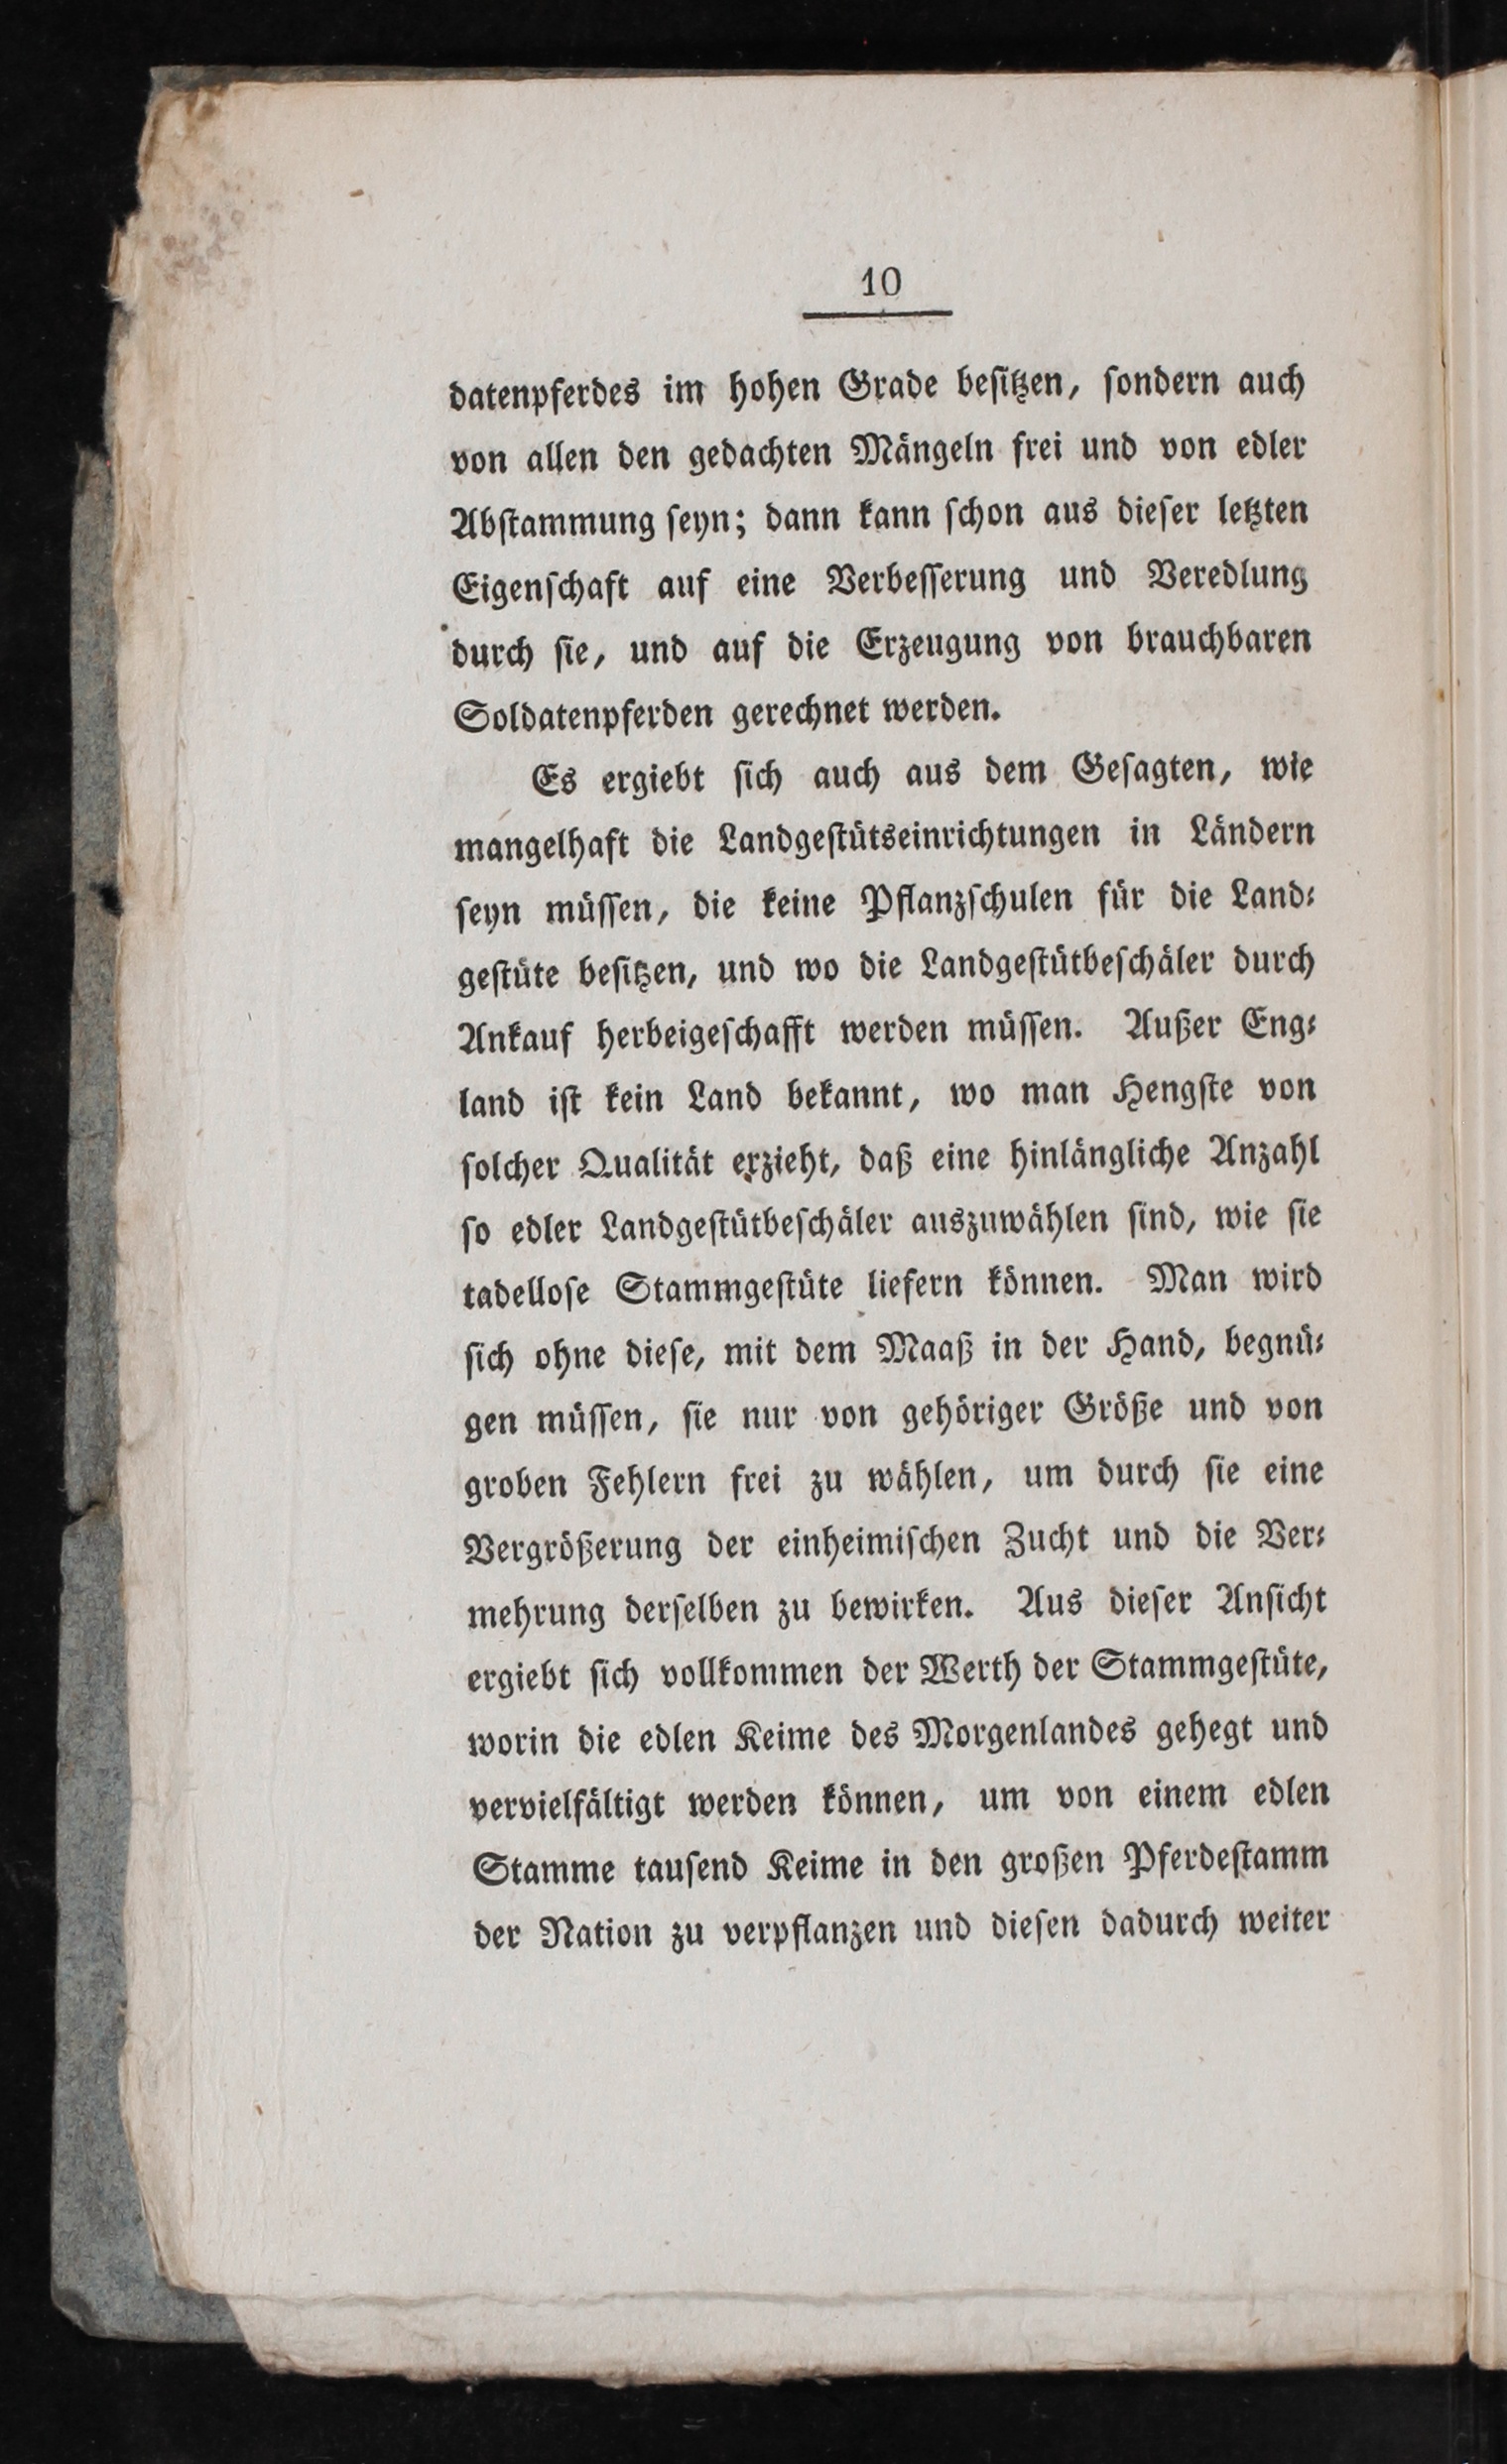 10
datenpferdes im hohen Grade beſitzen, ſondern auch
von allen den gedachten Mängeln frei und von edler
Abſtammung ſeyn; dann kann ſchon aus dieſer letzten
Eigenſchaft auf eine Verbeſſerung und Veredlung
durch ſie, und auf die Erzeugung von brauchbaren
Soldatenpferden gerechnet werden.
Es ergiebt ſich auch aus dem Geſagten, wie
mangelhaft die Landgeſtütseinrichtungen in Ländern
ſeyn müſſen, die keine Pflanzſchulen für die Land⸗
geſtüte beſitzen, und wo die Landgeſtütbeſchäler durch
Ankauf herbeigeſchafft werden müſſen. Außer Eng⸗
land iſt kein Land bekannt, wo man Hengſte von
ſolcher Qualität erzieht, daß eine hinlängliche Anzahl
ſo edler Landgeſtütbeſchäler auszuwählen ſind, wie ſie
tadelloſe Stammgeſtüte liefern können. Man wird
ſich ohne dieſe, mit dem Maaß in der Hand, begnü⸗
gen müſſen, ſie nur von gehöriger Größe und von
groben Fehlern frei zu wählen, um durch ſie eine
Vergrößerung der einheimiſchen Zucht und die Ver⸗
mehrung derſelben zu bewirken. Aus dieſer Anſicht
ergiebt ſich vollkommen der Werth der Stammgeſtüte,
worin die edlen Keime des Morgenlandes gehegt und
vervielfältigt werden können, um von einem edlen
Stamme tauſend Keime in den großen Pferdeſtamm
der Nation zu verpflanzen und dieſen dadurch weiter